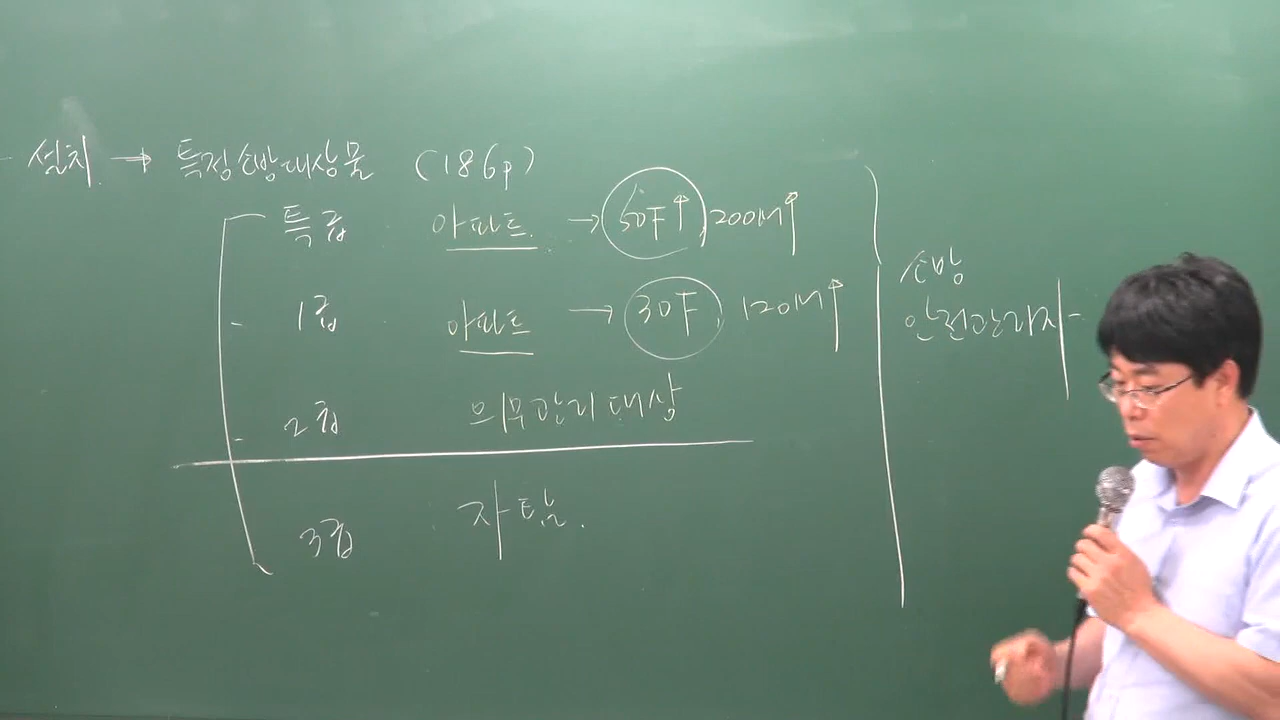 - 설치 → 특정소방대상물 (186p)
특급 아파트 → 50F↑, 200M↑
1급 아파트 → 30F, 120M↑
2급 의무관리대상
3급 자탐.
소방
안전관리자-